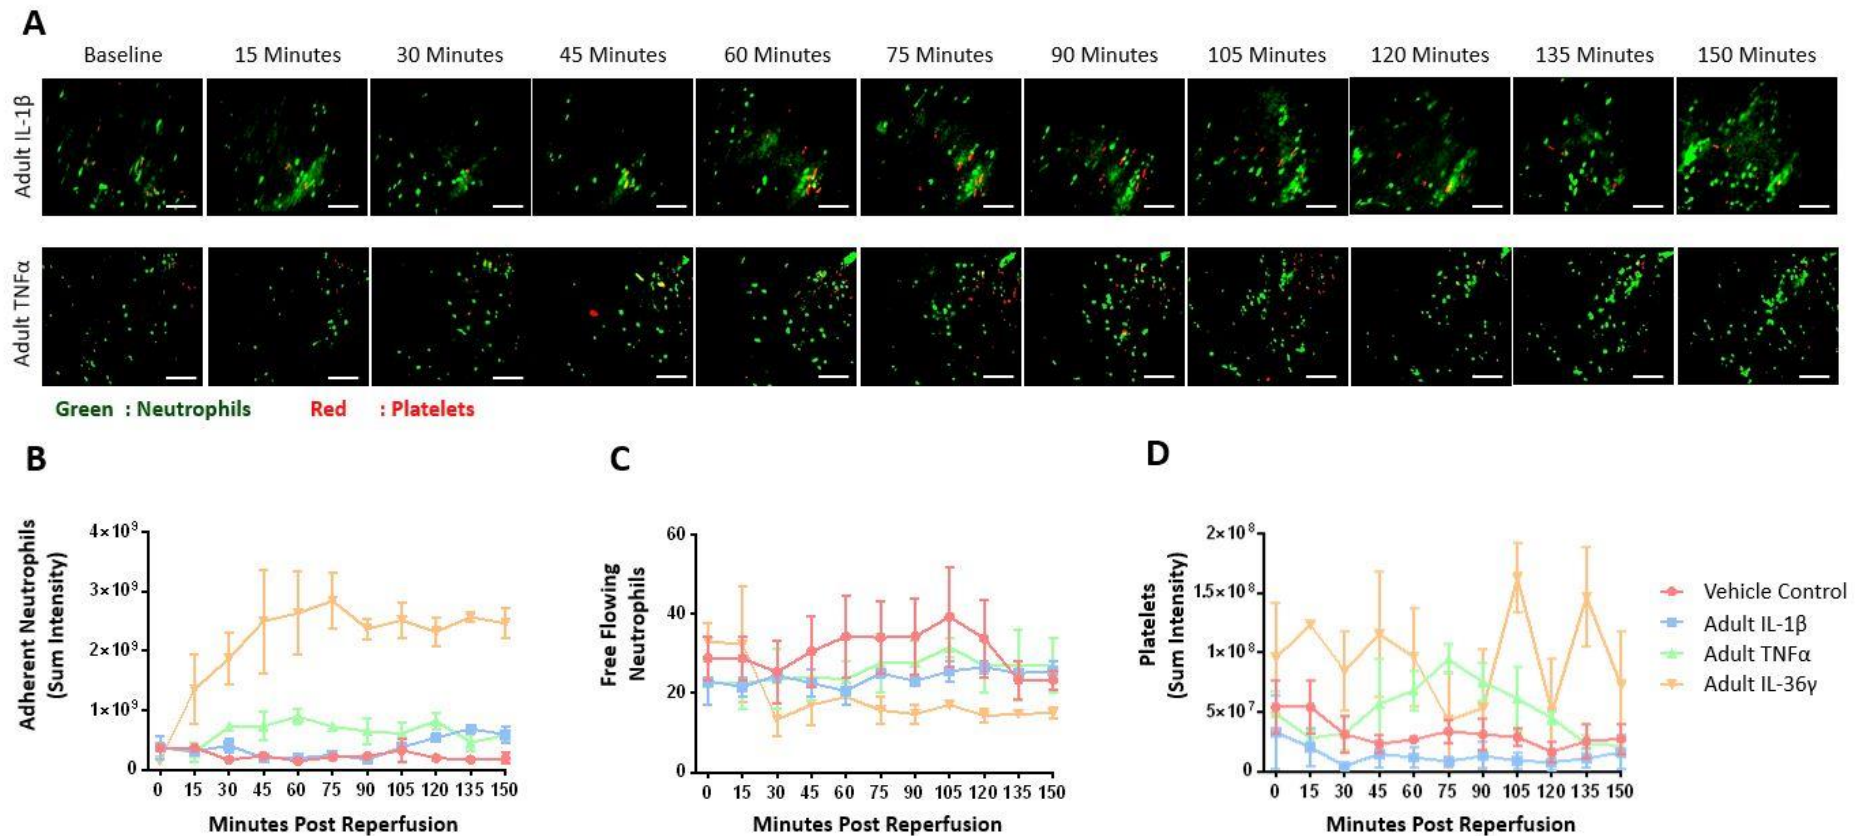 A
Baseline 15 Minutes 30 Minutes 45 Minutes 60 Minutes 75 Minutes 90 Minutes 105 Minutes 120 Minutes 135 Minutes 150 Minutes
Adult IL-1β
Adult TNFα
Green : Neutrophils Red : Platelets
B
Adherent Neutrophils
(Sum Intensity)
4×10⁹
3×10⁹
2×10⁹
1×10⁹
0
0 15 30 45 60 75 90 105 120 135 150
Minutes Post Reperfusion
C
Free Flowing
Neutrophils
60
40
20
0
0 15 30 45 60 75 90 105 120 135 150
Minutes Post Reperfusion
D
Platelets
(Sum Intensity)
2×10⁸
1.5×10⁸
1×10⁸
5×10⁷
0
0 15 30 45 60 75 90 105 120 135 150
Minutes Post Reperfusion
Vehicle Control
Adult IL-1β
Adult TNFα
Adult IL-36γ